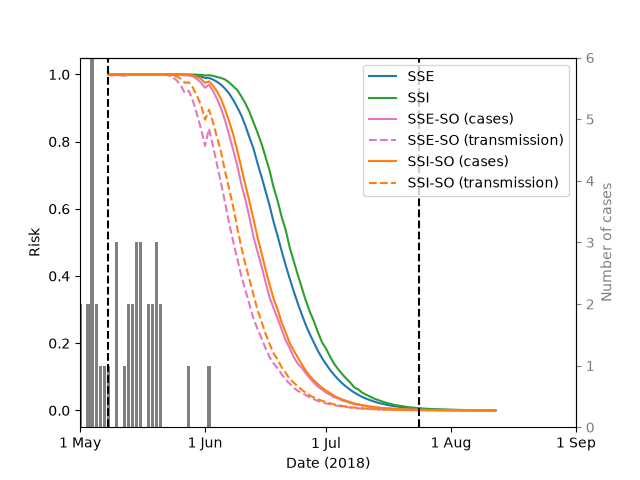 SSE
SSI
SSE-SO (cases)
SSE-SO (transmission)
SSI-SO (cases)
SSI-SO (transmission)
Risk
1.0
0.8
0.6
0.4
0.2
0.0
6
5
4
3
2
1
0
Number of cases
1 May
1 Jun
1 Jul
1 Aug
1 Sep
Date (2018)